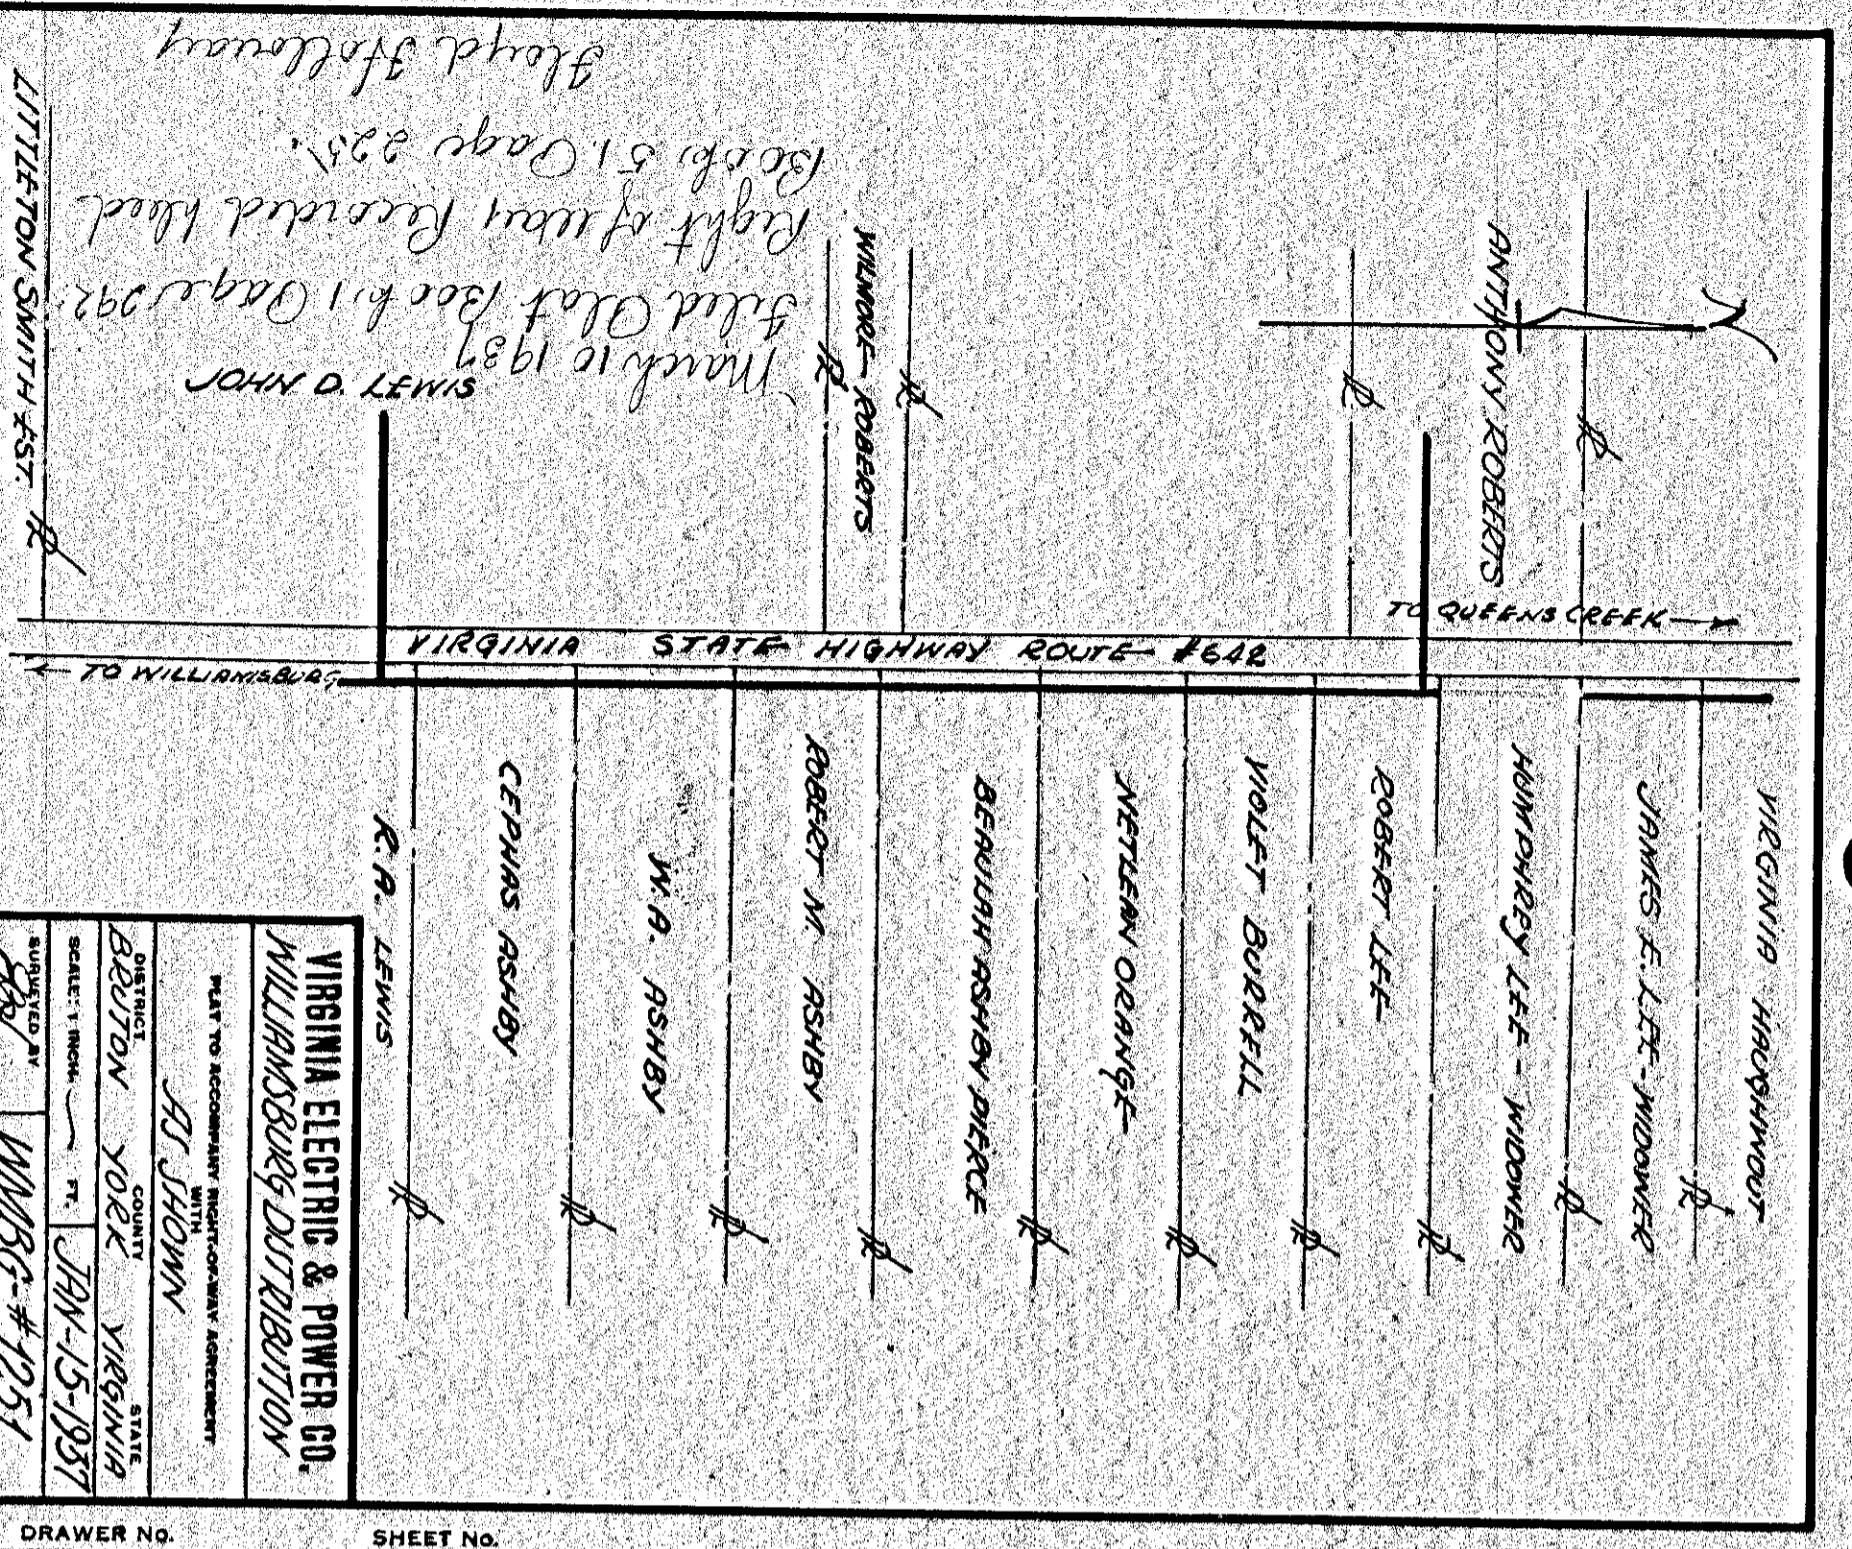 Floyd Holloway
Book 51. Page 225.
Right of way Recorded Deed
Filed Plat Book, 1 Page 292
March 10 1937
JOHN D. LEWIS
LITTLETON SMITH EST.
WILMORE ROBERTS
ANTHONY ROBERTS
TO QUEENS CREEK
VIRGINIA STATE HIGHWAY ROUTE #642
TO WILLIAMSBURG
R.A. LEWIS
CEPHAS ASHBY
W.A. ASHBY
ROBERT M. ASHBY
BEAULAH ASHBY PIERCE
NETLEAN ORANGE
VIOLET BURRELL
ROBERT LEE
HUMPHREY LEE - WIDOWER
JAMES E. LEE - WIDOWER
VIRGINIA HAUGHWOUT
VIRGINIA ELECTRIC & POWER CO.
WILLIAMSBURG DISTRIBUTION
PLAT TO ACCOMPANY RIGHT-OF-WAY AGREEMENT
WITH
AS SHOWN
DISTRICT COUNTY STATE
BRUTON YORK VIRGINIA
SCALE: 1 INCH FT. JAN-15-1937
SURVEYED BY
WMBG-#1251
DRAWER NO. SHEET NO.